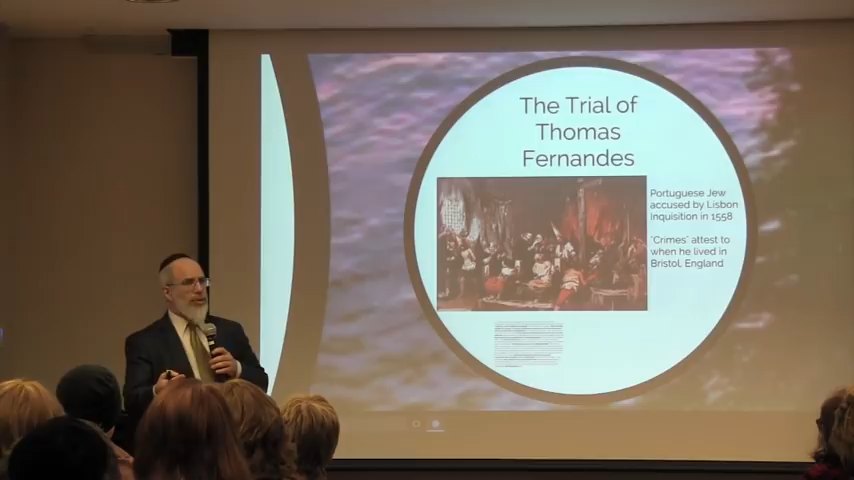 The Trial of
Thomas
Fernandes
Portuguese Jew
accused by Lisbon
Inquisition in 1558
"Crimes" attest to
when he lived in
Bristol, England